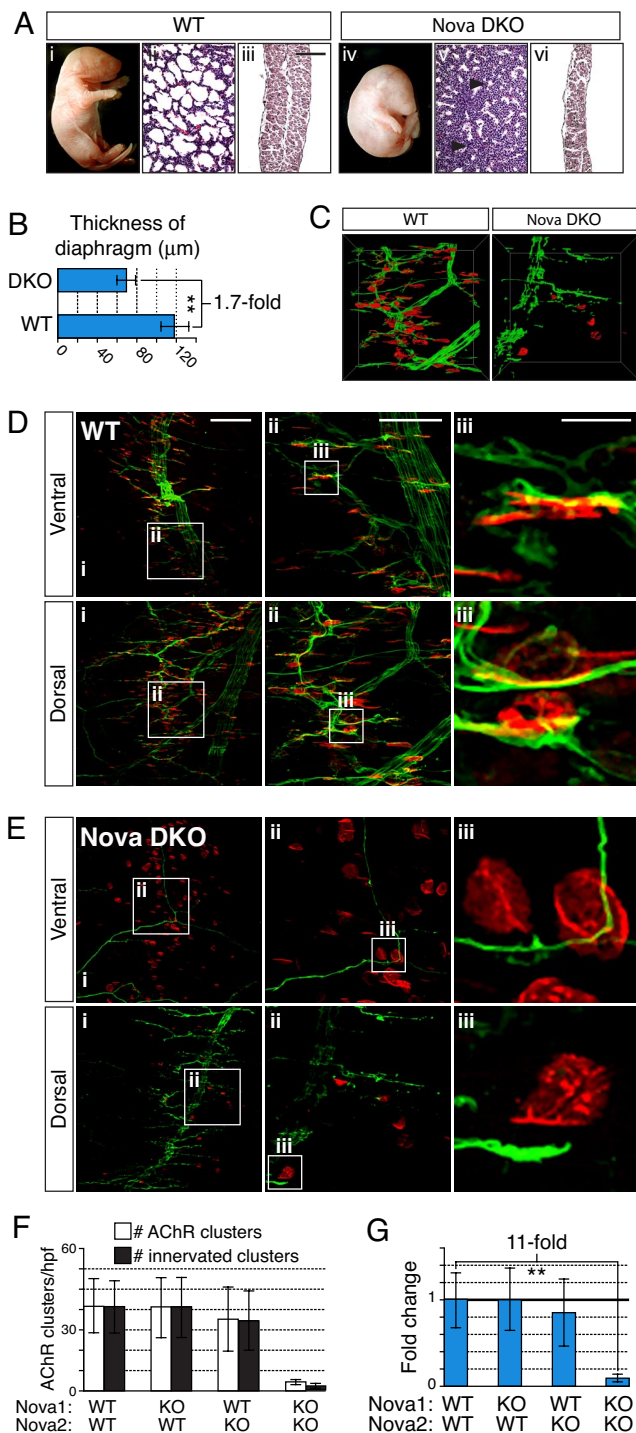 A
WT
Nova DKO
i
ii
iii
iv
v
vi
B
Thickness of
diaphragm (μm)
DKO
WT
**
1.7-fold
0
40
80
120
C
WT
Nova DKO
D
Ventral
WT
i
ii
ii
iii
iii
Dorsal
i
ii
ii
iii
iii
E
Ventral
Nova DKO
i
ii
ii
iii
iii
Dorsal
i
ii
ii
iii
iii
F
# AChR clusters
# innervated clusters
AChR clusters/hpf
60
30
0
Nova1: WT KO WT KO
Nova2: WT WT KO KO
G
11-fold
**
Fold change
1
0
Nova1: WT KO WT KO
Nova2: WT WT KO KO